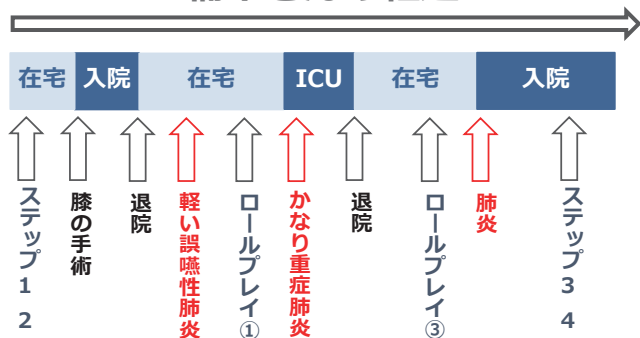 在宅
入院
在宅
ICU
在宅
入院
ステップ1 2
膝の手術
退院
軽い誤嚥性肺炎
ロールプレイ①
かなり重症肺炎
退院
ロールプレイ③
肺炎
ステップ3 4